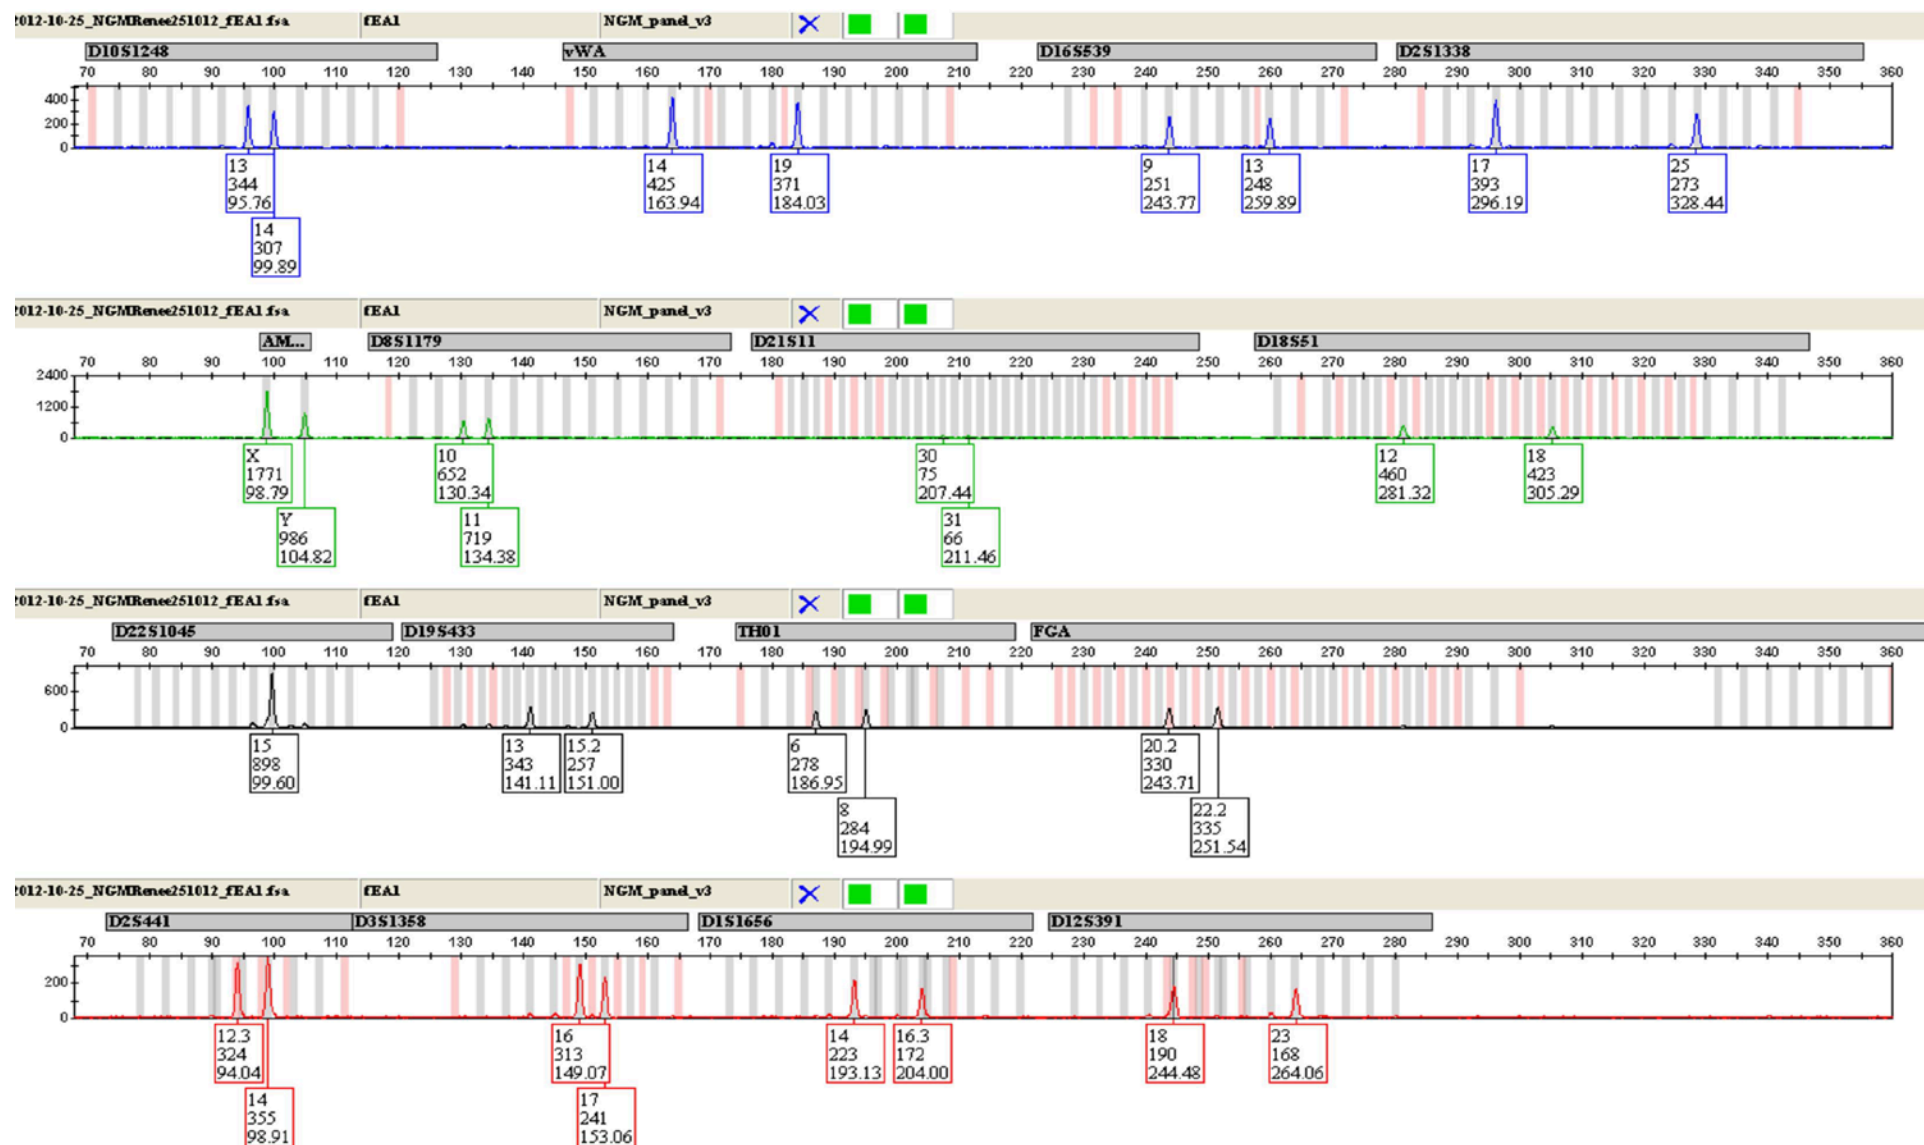 2012-10-25_NGMRenee251012_fEA1.fsa fEA1 NGM_panel_v3
D10S1248 vWA D16S539 D2S1338
70 80 90 100 110 120 130 140 150 160 170 180 190 200 210 220 230 240 250 260 270 280 290 300 310 320 330 340 350 360
400
200
0
13 14 19 9 13 17 25
344 425 371 251 248 393 273
95.76 163.94 184.03 243.77 259.89 296.19 328.44
14
307
99.89
2012-10-25_NGMRenee251012_fEA1.fsa fEA1 NGM_panel_v3
AM... D8S1179 D21S11 D18S51
70 80 90 100 110 120 130 140 150 160 170 180 190 200 210 220 230 240 250 260 270 280 290 300 310 320 330 340 350 360
2400
1200
0
X 10 30 12 18
1771 652 75 460 423
98.79 130.34 207.44 281.32 305.29
Y 11 31
986 719 66
104.82 134.38 211.46
2012-10-25_NGMRenee251012_fEA1.fsa fEA1 NGM_panel_v3
D22S1045 D19S433 TH01 FGA
70 80 90 100 110 120 130 140 150 160 170 180 190 200 210 220 230 240 250 260 270 280 290 300 310 320 330 340 350 360
600
0
15 13 15.2 6 20.2
898 343 257 278 330
99.60 141.11 151.00 186.95 243.71
8 22.2
284 335
194.99 251.54
2012-10-25_NGMRenee251012_fEA1.fsa fEA1 NGM_panel_v3
D2S441 D3S1358 D1S1656 D12S391
70 80 90 100 110 120 130 140 150 160 170 180 190 200 210 220 230 240 250 260 270 280 290 300 310 320 330 340 350 360
200
0
12.3 16 14 16.3 18 23
324 313 223 172 190 168
94.04 149.07 193.13 204.00 244.48 264.06
14 17
355 241
98.91 153.06